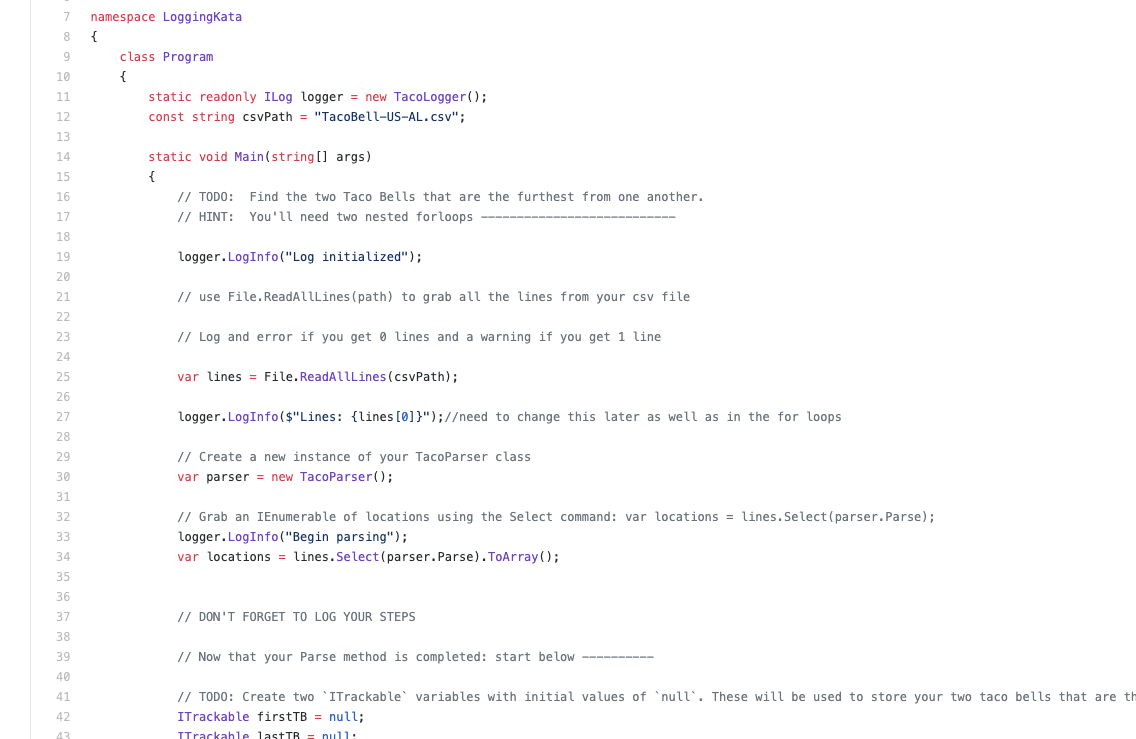 7 namespace LoggingKata
8 {
9 class Program
10 {
11 static readonly ILog logger = new TacoLogger();
12 const string csvPath = "TacoBell-US-AL.csv";
13
14 static void Main(string[] args)
15 {
16 // TODO:  Find the two Taco Bells that are the furthest from one another.
17 // HINT:  You'll need two nested forloops ---------------------------
18
19 logger.LogInfo("Log initialized");
20
21 // use File.ReadAllLines(path) to grab all the lines from your csv file
22
23 // Log and error if you get 0 lines and a warning if you get 1 line
24
25 var lines = File.ReadAllLines(csvPath);
26
27 logger.LogInfo($"Lines: {lines[0]}");//need to change this later as well as in the for loops
28
29 // Create a new instance of your TacoParser class
30 var parser = new TacoParser();
31
32 // Grab an IEnumerable of locations using the Select command: var locations = lines.Select(parser.Parse);
33 logger.LogInfo("Begin parsing");
34 var locations = lines.Select(parser.Parse).ToArray();
35
36
37 // DON'T FORGET TO LOG YOUR STEPS
38
39 // Now that your Parse method is completed: start below ----------
40
41 // TODO: Create two `ITrackable` variables with initial values of `null`. These will be used to store your two taco bells that are th
42 ITrackable firstTB = null;
43 ITrackable lastTB = null;